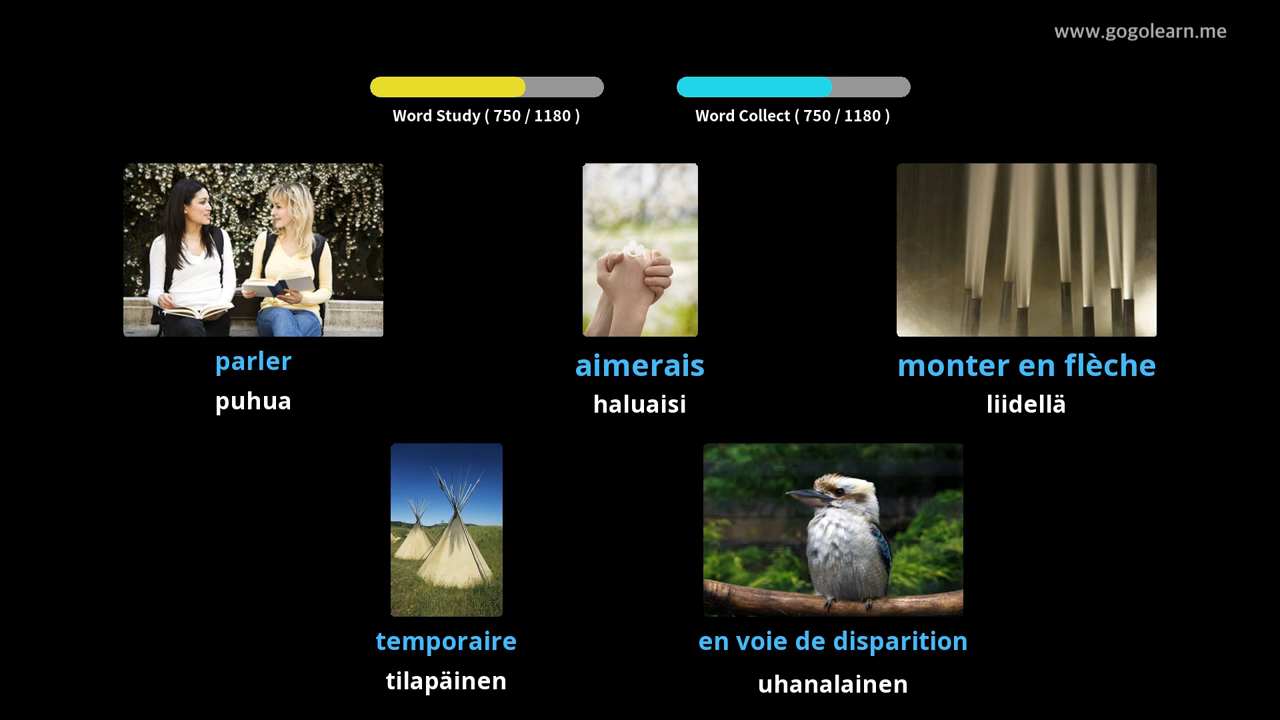 www.gogolearn.me
Word Study ( 750 / 1180 )
Word Collect ( 750 / 1180 )
parler
puhua
aimerais
haluaisi
monter en flèche
liidellä
temporaire
tilapäinen
en voie de disparition
uhanalainen